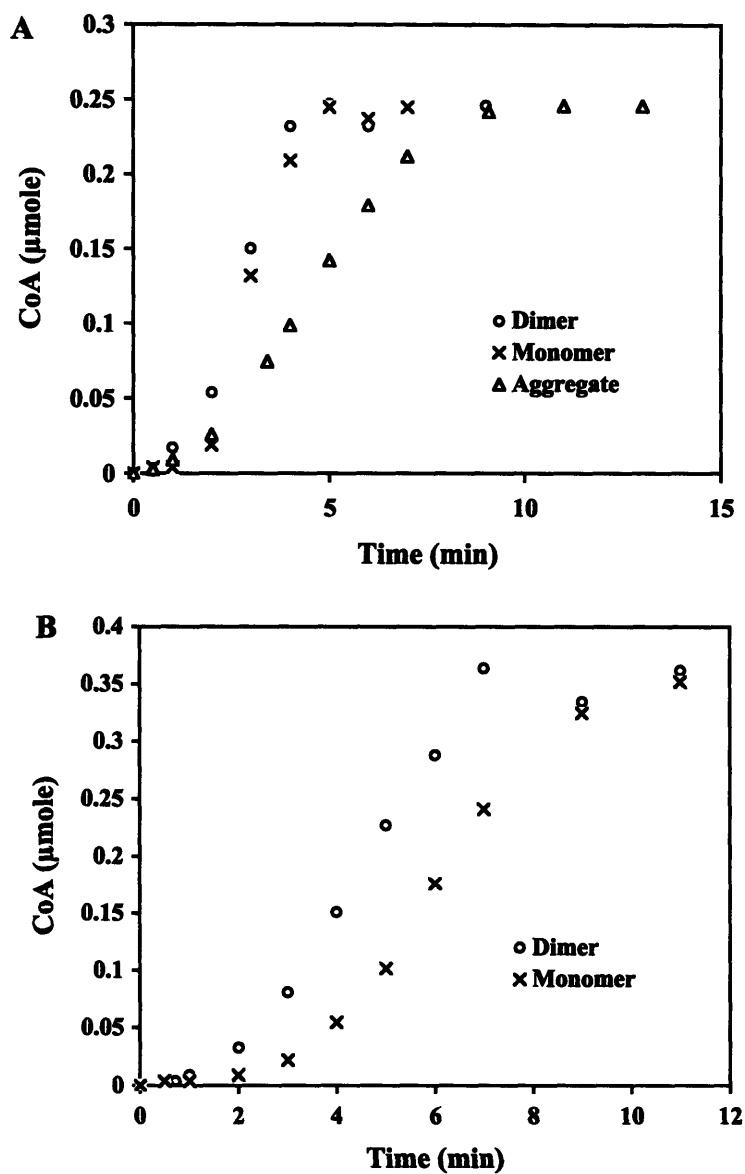 A
0.3
0.25
0.2
0.15
0.1
0.05
0
CoA (μmole)
Dimer
Monomer
Aggregate
0 5 10 15
Time (min)
B
0.4
0.35
0.3
0.25
0.2
0.15
0.1
0.05
0
CoA (μmole)
Dimer
Monomer
0 2 4 6 8 10 12
Time (min)